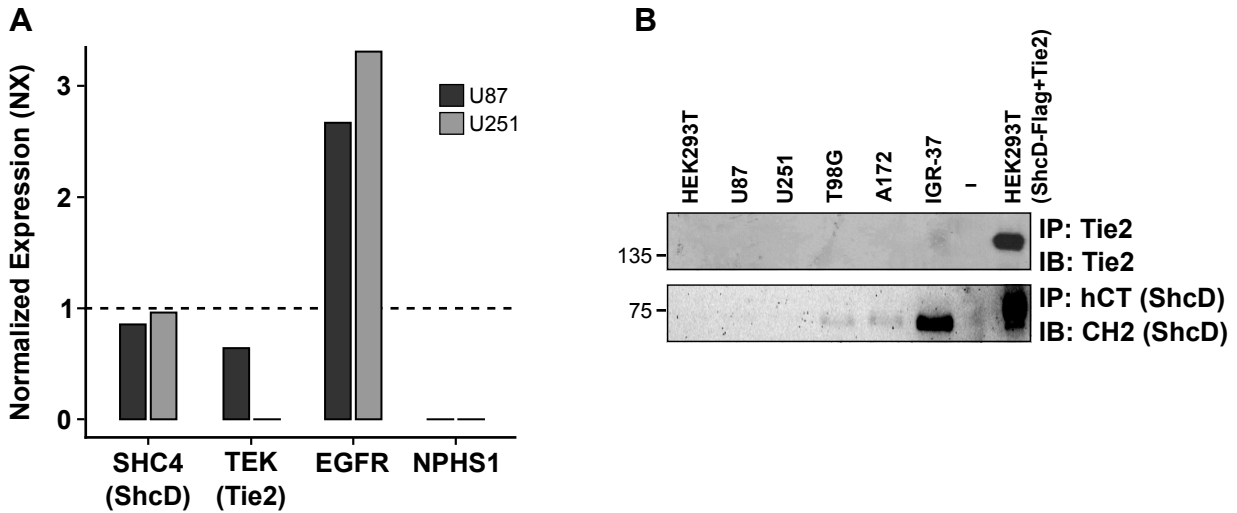 A
Normalized Expression (NX)
3
2
1
0
U87
U251
SHC4
(ShcD)
TEK
(Tie2)
EGFR
NPHS1
B
HEK293T
U87
U251
T98G
A172
IGR-37
–
HEK293T
(ShcD-Flag+Tie2)
135
IP: Tie2
IB: Tie2
75
IP: hCT (ShcD)
IB: CH2 (ShcD)